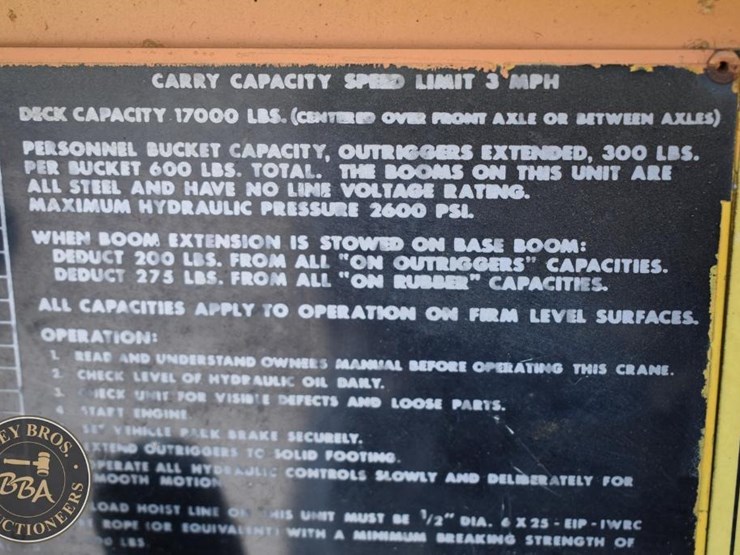 CARRY CAPACITY SPEED LIMIT 3 MPH
DECK CAPACITY 17000 LBS. (CENTERED OVER FRONT AXLE OR BETWEEN AXLES)
PERSONNEL BUCKET CAPACITY, OUTRIGGERS EXTENDED, 300 LBS.
PER BUCKET 600 LBS. TOTAL. THE BOOMS ON THIS UNIT ARE
ALL STEEL AND HAVE NO LINE VOLTAGE RATING.
MAXIMUM HYDRAULIC PRESSURE 2600 PSI.
WHEN BOOM EXTENSION IS STOWED ON BASE BOOM:
DEDUCT 200 LBS. FROM ALL "ON OUTRIGGERS" CAPACITIES.
DEDUCT 275 LBS. FROM ALL "ON RUBBER" CAPACITIES.
ALL CAPACITIES APPLY TO OPERATION ON FIRM LEVEL SURFACES.
OPERATION:
1. READ AND UNDERSTAND OWNERS MANUAL BEFORE OPERATING THIS CRANE.
2. CHECK LEVEL OF HYDRAULIC OIL DAILY.
3. CHECK UNIT FOR VISIBLE DEFECTS AND LOOSE PARTS.
4. START ENGINE
SET VEHICLE PARK BRAKE SECURELY.
EXTEND OUTRIGGERS TO SOLID FOOTING.
OPERATE ALL HYDRAULIC CONTROLS SLOWLY AND DELIBERATELY FOR
SMOOTH MOTION
LOAD HOIST LINE ON THIS UNIT MUST BE 1/2" DIA. 6 X 25 - EIP - IWRC
ROPE (OR EQUIVALENT) WITH A MINIMUM BREAKING STRENGTH OF
LBS.
EY BROS.
BBA
CTIONEERS